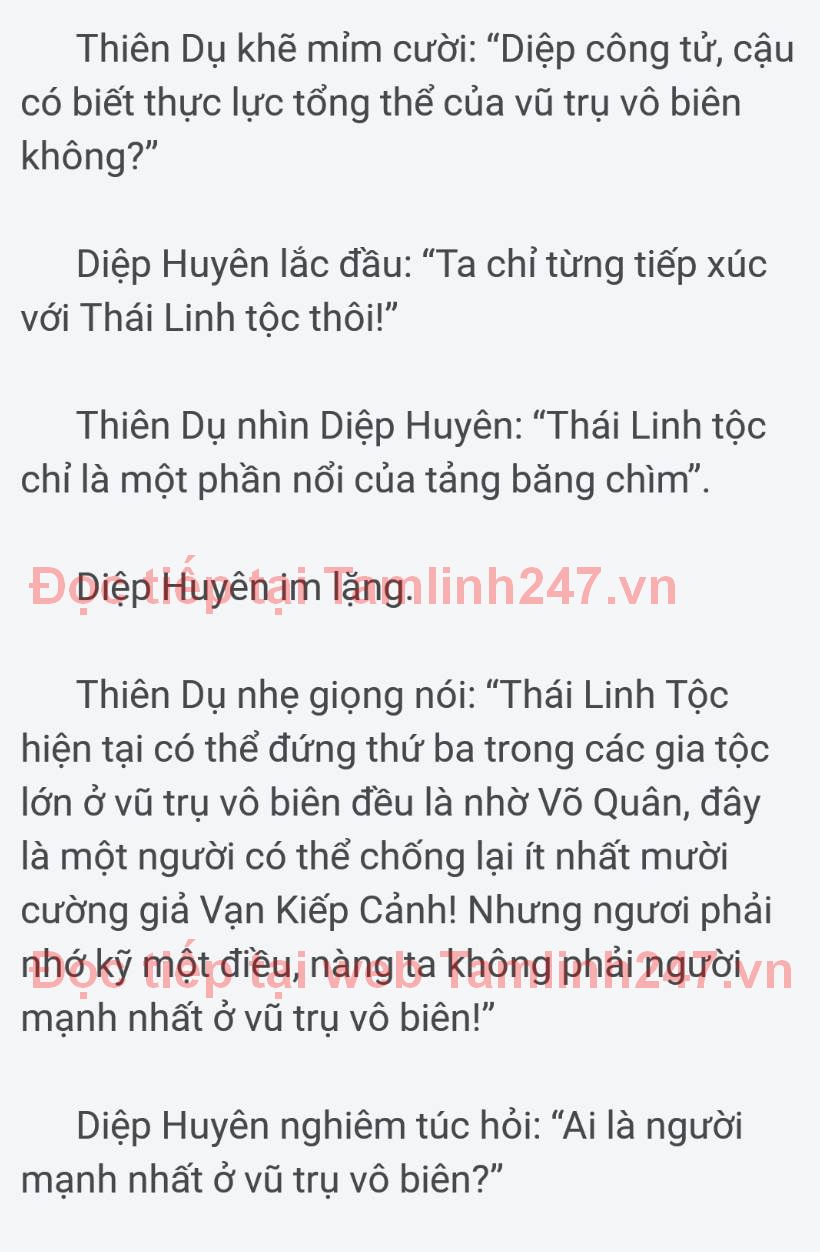 Thiên Dụ khẽ mỉm cười: “Diệp công tử, cậu
có biết thực lực tổng thể của vũ trụ vô biên
không?”
Diệp Huyên lắc đầu: “Ta chỉ từng tiếp xúc
với Thái Linh tộc thôi!”
Thiên Dụ nhìn Diệp Huyên: “Thái Linh tộc
chỉ là một phần nổi của tảng băng chìm”.
Đọc tiếp tại Tamlinh247.vn
Diệp Huyên im lặng.
Thiên Dụ nhẹ giọng nói: “Thái Linh Tộc
hiện tại có thể đứng thứ ba trong các gia tộc
lớn ở vũ trụ vô biên đều là nhờ Võ Quân, đây
là một người có thể chống lại ít nhất mười
cường giả Vạn Kiếp Cảnh! Nhưng ngươi phải
nhớ kỹ một điều, nàng ta không phải người
Đọc tiếp tại web Tamlinh247.vn
mạnh nhất ở vũ trụ vô biên!”
Diệp Huyên nghiêm túc hỏi: “Ai là người
mạnh nhất ở vũ trụ vô biên?”